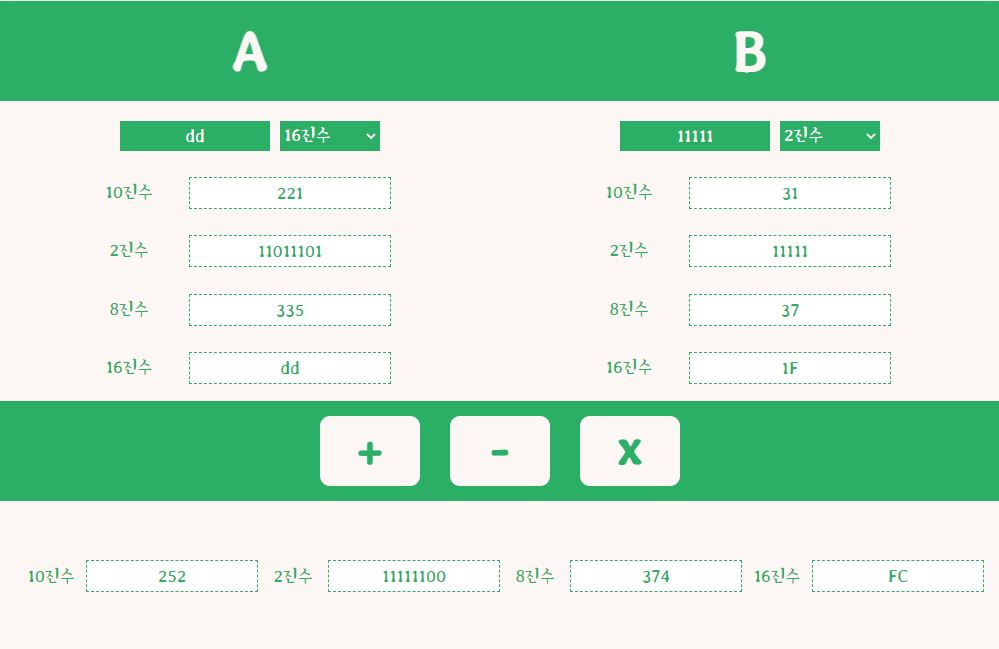 A B
dd 16진수 11111 2진수
10진수 221 10진수 31
2진수 11011101 2진수 11111
8진수 335 8진수 37
16진수 dd 16진수 1F
+ - X
10진수 252 2진수 11111100 8진수 374 16진수 FC